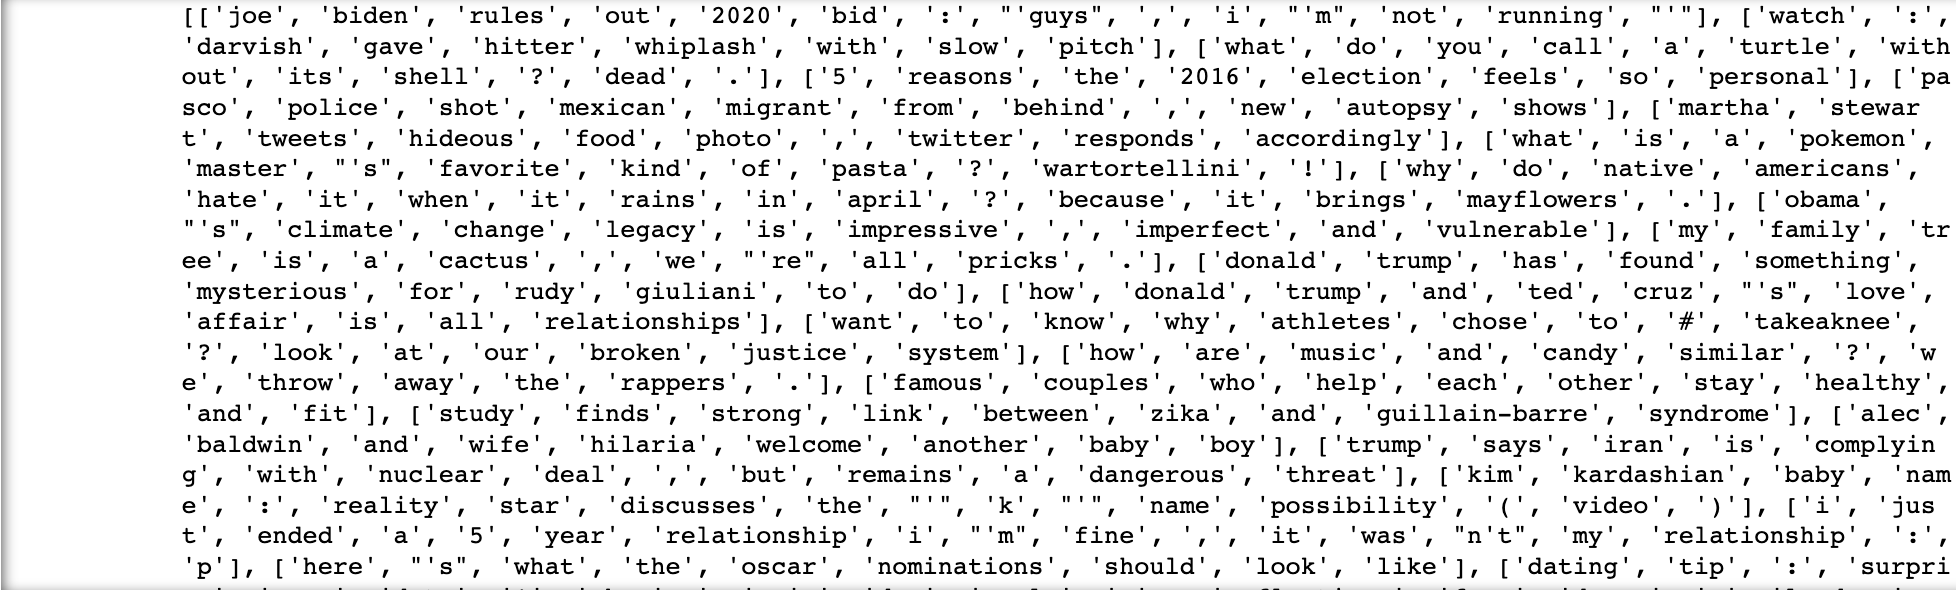 [['joe', 'biden', 'rules', 'out', '2020', 'bid', ':', "'guys", ',', 'i', "'m", 'not', 'running', "'"], ['watch', ':',
'darvish', 'gave', 'hitter', 'whiplash', 'with', 'slow', 'pitch'], ['what', 'do', 'you', 'call', 'a', 'turtle', 'with
out', 'its', 'shell', '?', 'dead', '.'], ['5', 'reasons', 'the', '2016', 'election', 'feels', 'so', 'personal'], ['pa
sco', 'police', 'shot', 'mexican', 'migrant', 'from', 'behind', ',', 'new', 'autopsy', 'shows'], ['martha', 'stewar
t', 'tweets', 'hideous', 'food', 'photo', ',', 'twitter', 'responds', 'accordingly'], ['what', 'is', 'a', 'pokemon',
'master', "'s", 'favorite', 'kind', 'of', 'pasta', '?', 'wartortellini', '!'], ['why', 'do', 'native', 'americans',
'hate', 'it', 'when', 'it', 'rains', 'in', 'april', '?', 'because', 'it', 'brings', 'mayflowers', '.'], ['obama',
"'s", 'climate', 'change', 'legacy', 'is', 'impressive', ',', 'imperfect', 'and', 'vulnerable'], ['my', 'family', 'tr
ee', 'is', 'a', 'cactus', ',', 'we', "'re", 'all', 'pricks', '.'], ['donald', 'trump', 'has', 'found', 'something',
'mysterious', 'for', 'rudy', 'giuliani', 'to', 'do'], ['how', 'donald', 'trump', 'and', 'ted', 'cruz', "'s", 'love',
'affair', 'is', 'all', 'relationships'], ['want', 'to', 'know', 'why', 'athletes', 'chose', 'to', '#', 'takeaknee',
'?', 'look', 'at', 'our', 'broken', 'justice', 'system'], ['how', 'are', 'music', 'and', 'candy', 'similar', '?', 'w
e', 'throw', 'away', 'the', 'rappers', '.'], ['famous', 'couples', 'who', 'help', 'each', 'other', 'stay', 'healthy',
'and', 'fit'], ['study', 'finds', 'strong', 'link', 'between', 'zika', 'and', 'guillain-barre', 'syndrome'], ['alec',
'baldwin', 'and', 'wife', 'hilaria', 'welcome', 'another', 'baby', 'boy'], ['trump', 'says', 'iran', 'is', 'complyin
g', 'with', 'nuclear', 'deal', ',', 'but', 'remains', 'a', 'dangerous', 'threat'], ['kim', 'kardashian', 'baby', 'nam
e', ':', 'reality', 'star', 'discusses', 'the', "'", 'k', "'", 'name', 'possibility', '(', 'video', ')'], ['i', 'jus
t', 'ended', 'a', '5', 'year', 'relationship', 'i', "'m", 'fine', ',', 'it', 'was', "n't", 'my', 'relationship', ':',
'p'], ['here', "'s", 'what', 'the', 'oscar', 'nominations', 'should', 'look', 'like'], ['dating', 'tip', ':', 'surpri